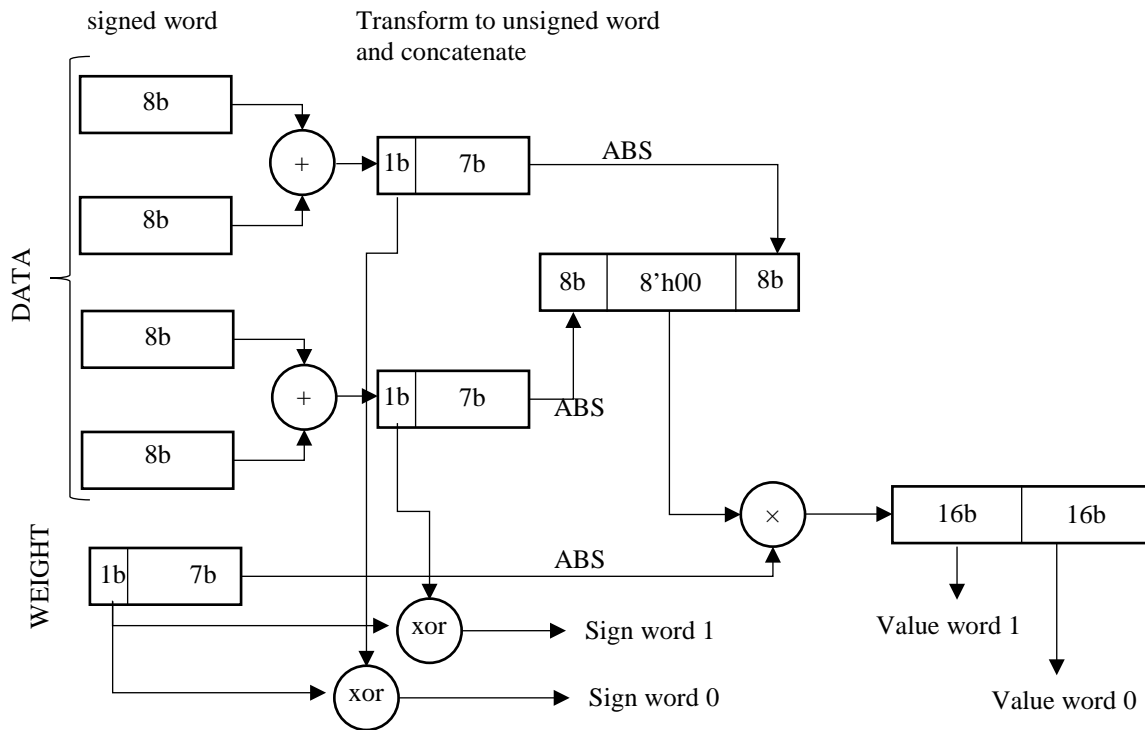 signed word
Transform to unsigned word
and concatenate
8b
+
1b 7b
ABS
8b
DATA
8b 8'h00 8b
8b
+
1b 7b
ABS
8b
×
16b 16b
WEIGHT
1b 7b
ABS
xor
Sign word 1
Value word 1
xor
Sign word 0
Value word 0